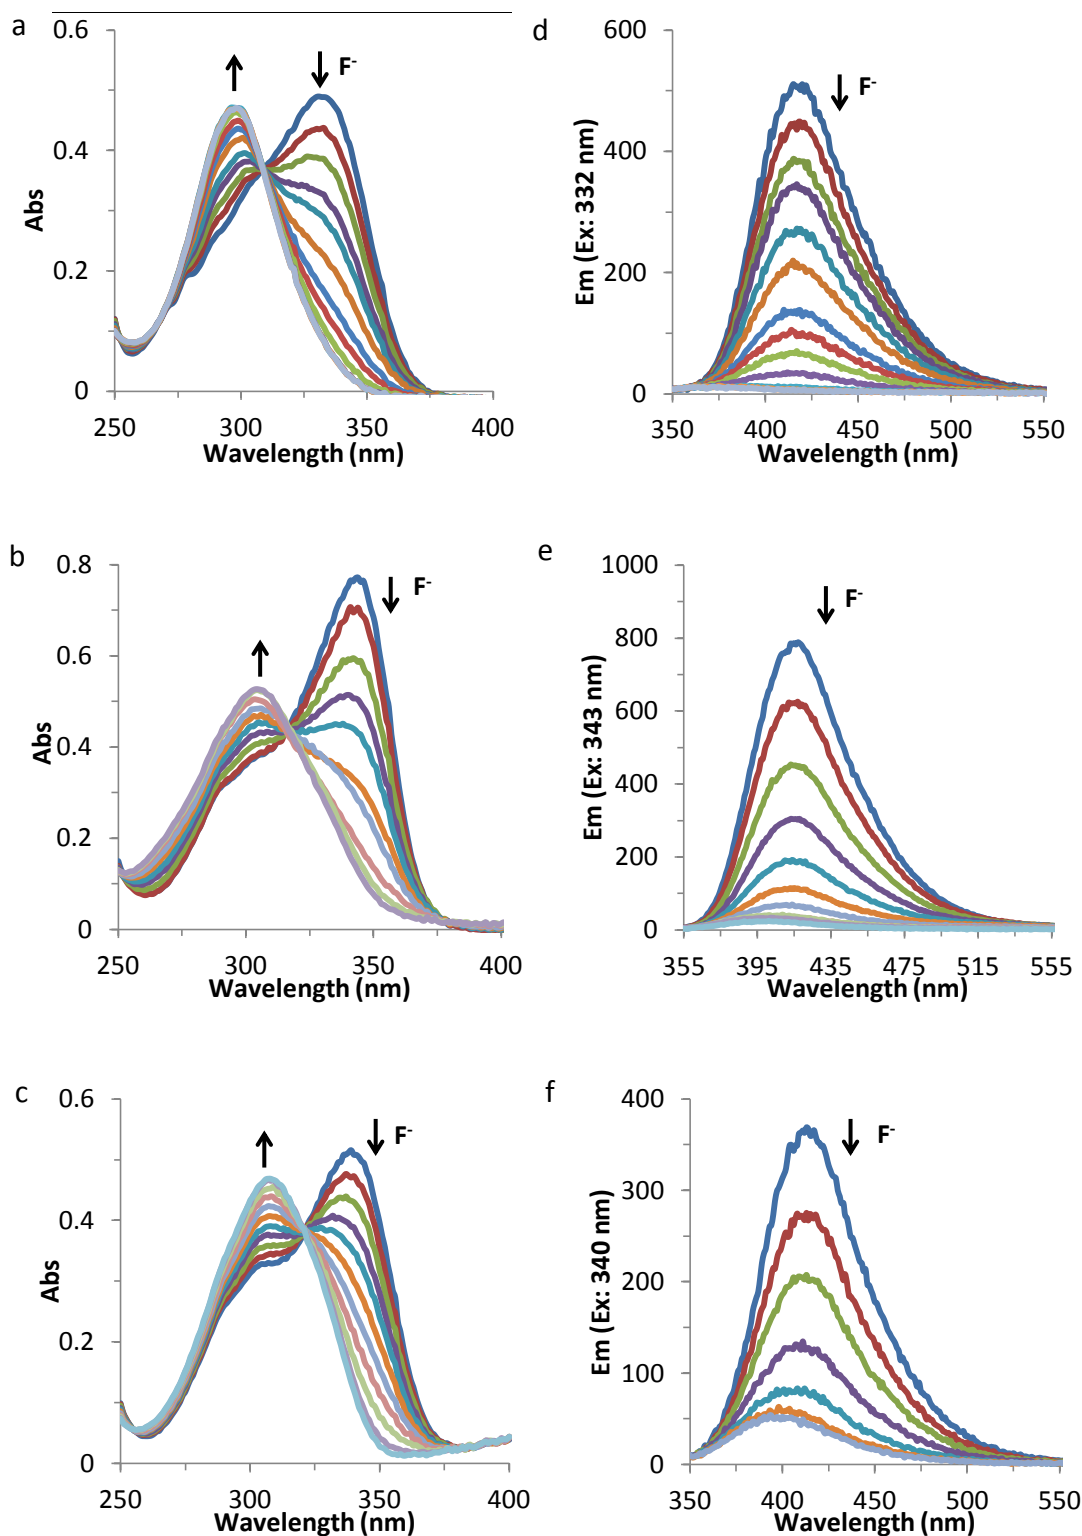 a
0.6
0.4
0.2
0
Abs
F-
250 300 350 400
Wavelength (nm)
d
600
400
200
0
Em (Ex: 332 nm)
F-
350 400 450 500 550
Wavelength (nm)
b
0.8
0.6
0.4
0.2
0
Abs
F-
250 300 350 400
Wavelength (nm)
e
1000
800
600
400
200
0
Em (Ex: 343 nm)
F-
355 395 435 475 515 555
Wavelength (nm)
c
0.6
0.4
0.2
0
Abs
F-
250 300 350 400
Wavelength (nm)
f
400
300
200
100
0
Em (Ex: 340 nm)
F-
350 400 450 500 550
Wavelength (nm)